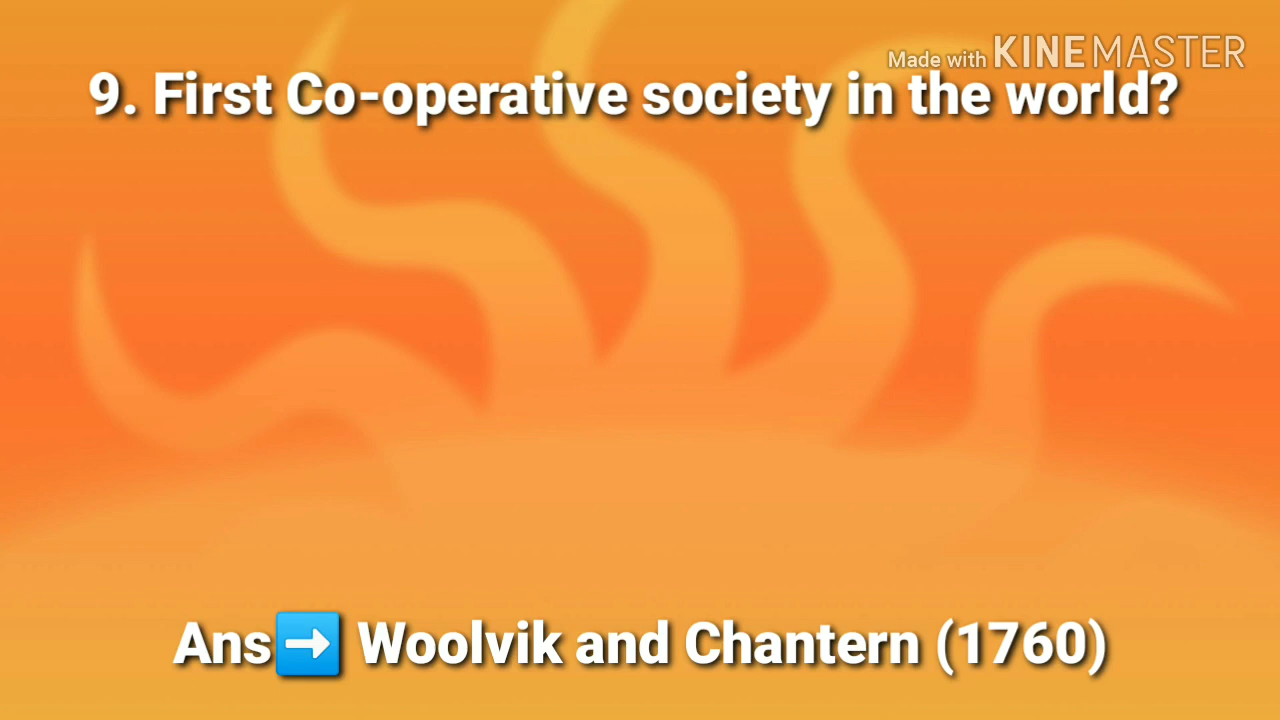 Made with KINEMASTER
9. First Co-operative society in the world?
Ans➡️ Woolvik and Chantern (1760)